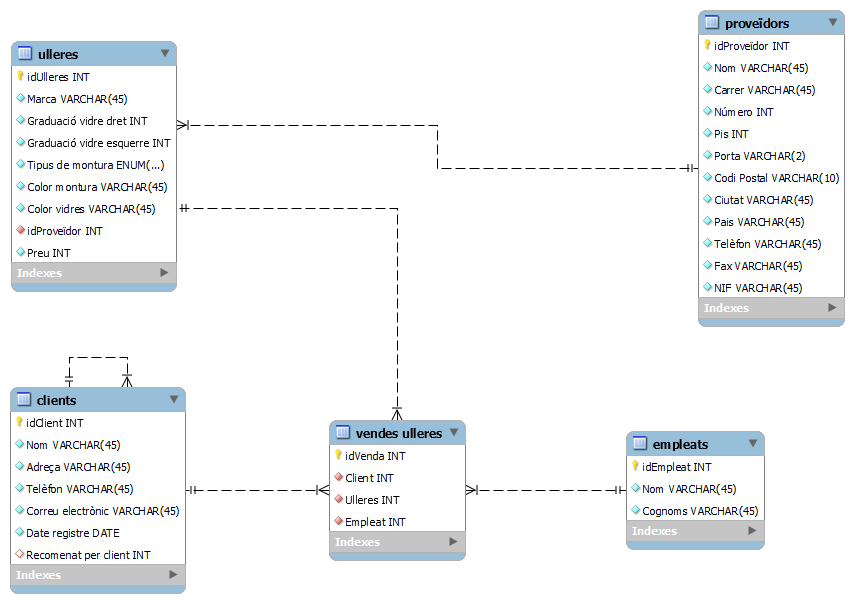 ulleres
idUlleres INT
Marca VARCHAR(45)
Graduació vidre dret INT
Graduació vidre esquerre INT
Tipus de montura ENUM(...)
Color montura VARCHAR(45)
Color vidres VARCHAR(45)
idProveïdor INT
Preu INT
Indexes
proveïdors
idProveïdor INT
Nom VARCHAR(45)
Carrer VARCHAR(45)
Número INT
Pis INT
Porta VARCHAR(2)
Codi Postal VARCHAR(10)
Ciutat VARCHAR(45)
Pais VARCHAR(45)
Telèfon VARCHAR(45)
Fax VARCHAR(45)
NIF VARCHAR(45)
Indexes
clients
idClient INT
Nom VARCHAR(45)
Adreça VARCHAR(45)
Telèfon VARCHAR(45)
Correu electrònic VARCHAR(45)
Date registre DATE
Recomenat per client INT
Indexes
vendes ulleres
idVenda INT
Client INT
Ulleres INT
Empleat INT
Indexes
empleats
idEmpleat INT
Nom VARCHAR(45)
Cognoms VARCHAR(45)
Indexes